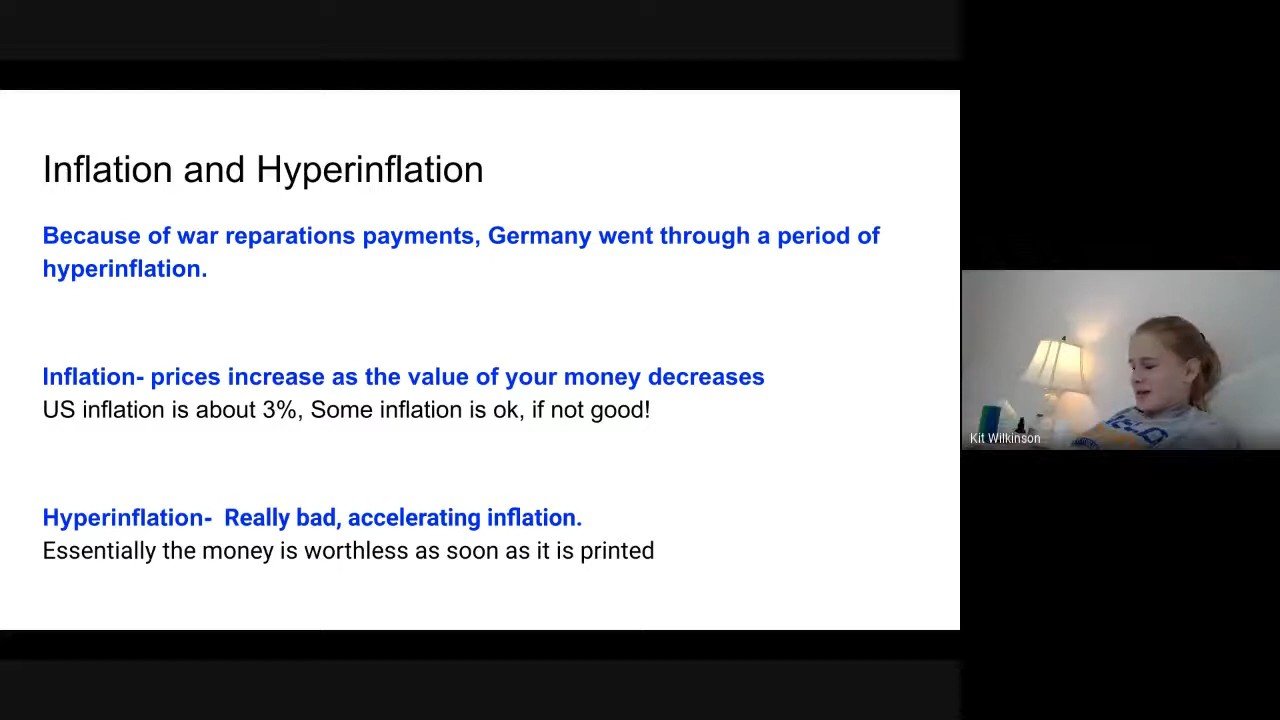 Inflation and Hyperinflation
Because of war reparations payments, Germany went through a period of
hyperinflation.
Inflation- prices increase as the value of your money decreases
US inflation is about 3%, Some inflation is ok, if not good!
Hyperinflation-  Really bad, accelerating inflation.
Essentially the money is worthless as soon as it is printed
Kit Wilkinson